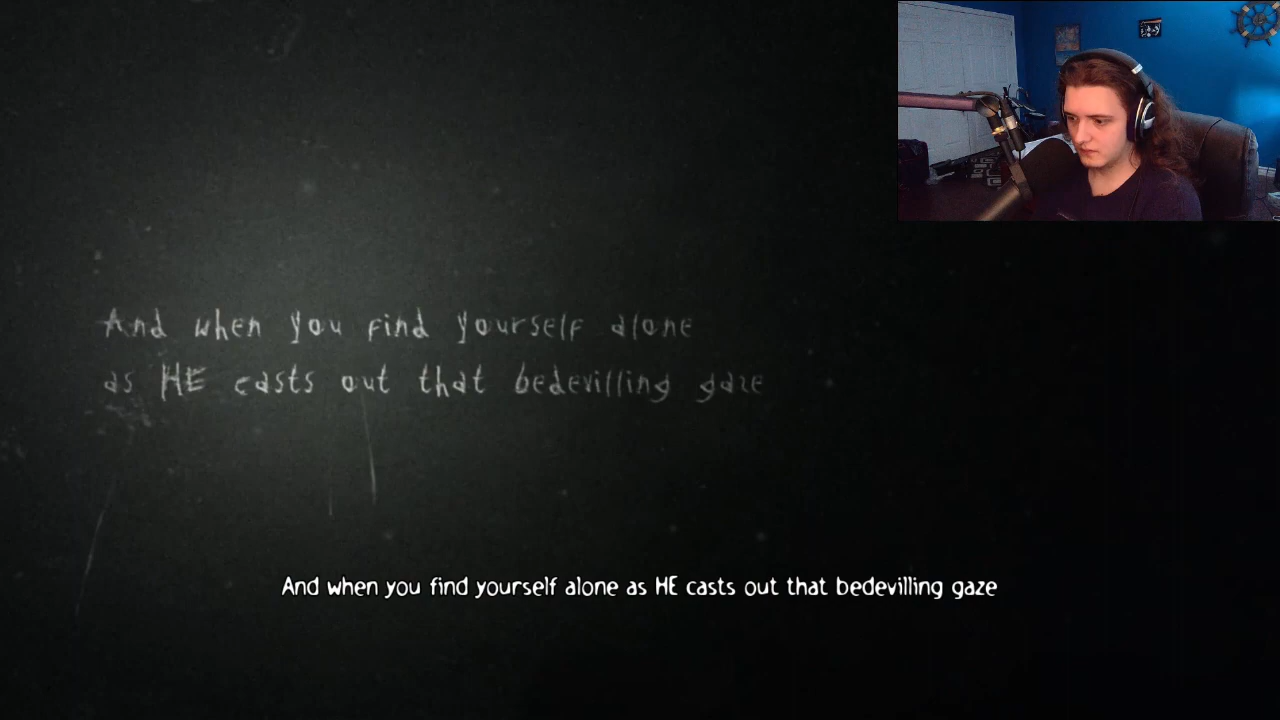 And when you find yourself alone
as HE casts out that bedevilling gaze
And when you find yourself alone as HE casts out that bedevilling gaze